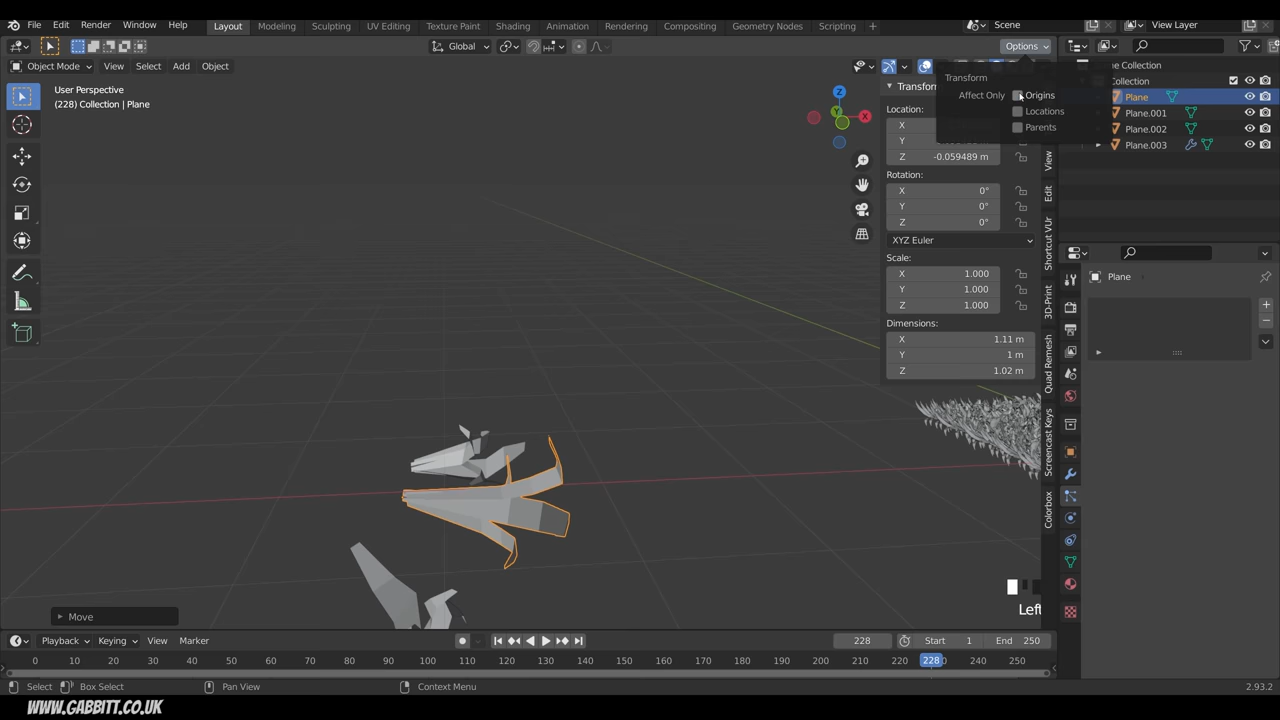 File Edit Render Window Help Layout Modeling Sculpting UV Editing Texture Paint Shading Animation Rendering Compositing Geometry Nodes Scripting + Scene View Layer
Global Options
Object Mode View Select Add Object
User Perspective
(228) Collection | Plane
Transform
Affect Only Origins
Locations
Parents
Location:
X
Y
Z -0.059489 m
Rotation:
X 0°
Y 0°
Z 0°
XYZ Euler
Scale:
X 1.000
Y 1.000
Z 1.000
Dimensions:
X 1.11 m
Y 1 m
Z 1.02 m
Z
Y
X
View
Edit
Shortcut VUr
3D-Print
Quad Remesh
Screencast Keys
Colorbox
Collection
Plane
Plane.001
Plane.002
Plane.003
Plane
Move
Left
Playback Keying View Marker 228 Start 1 End 250
0 10 20 30 40 50 60 70 80 90 100 110 120 130 140 150 160 170 180 190 200 210 220 228 240 250
Select Box Select Pan View Context Menu 2.93.2
WWW.GABBITT.CO.UK